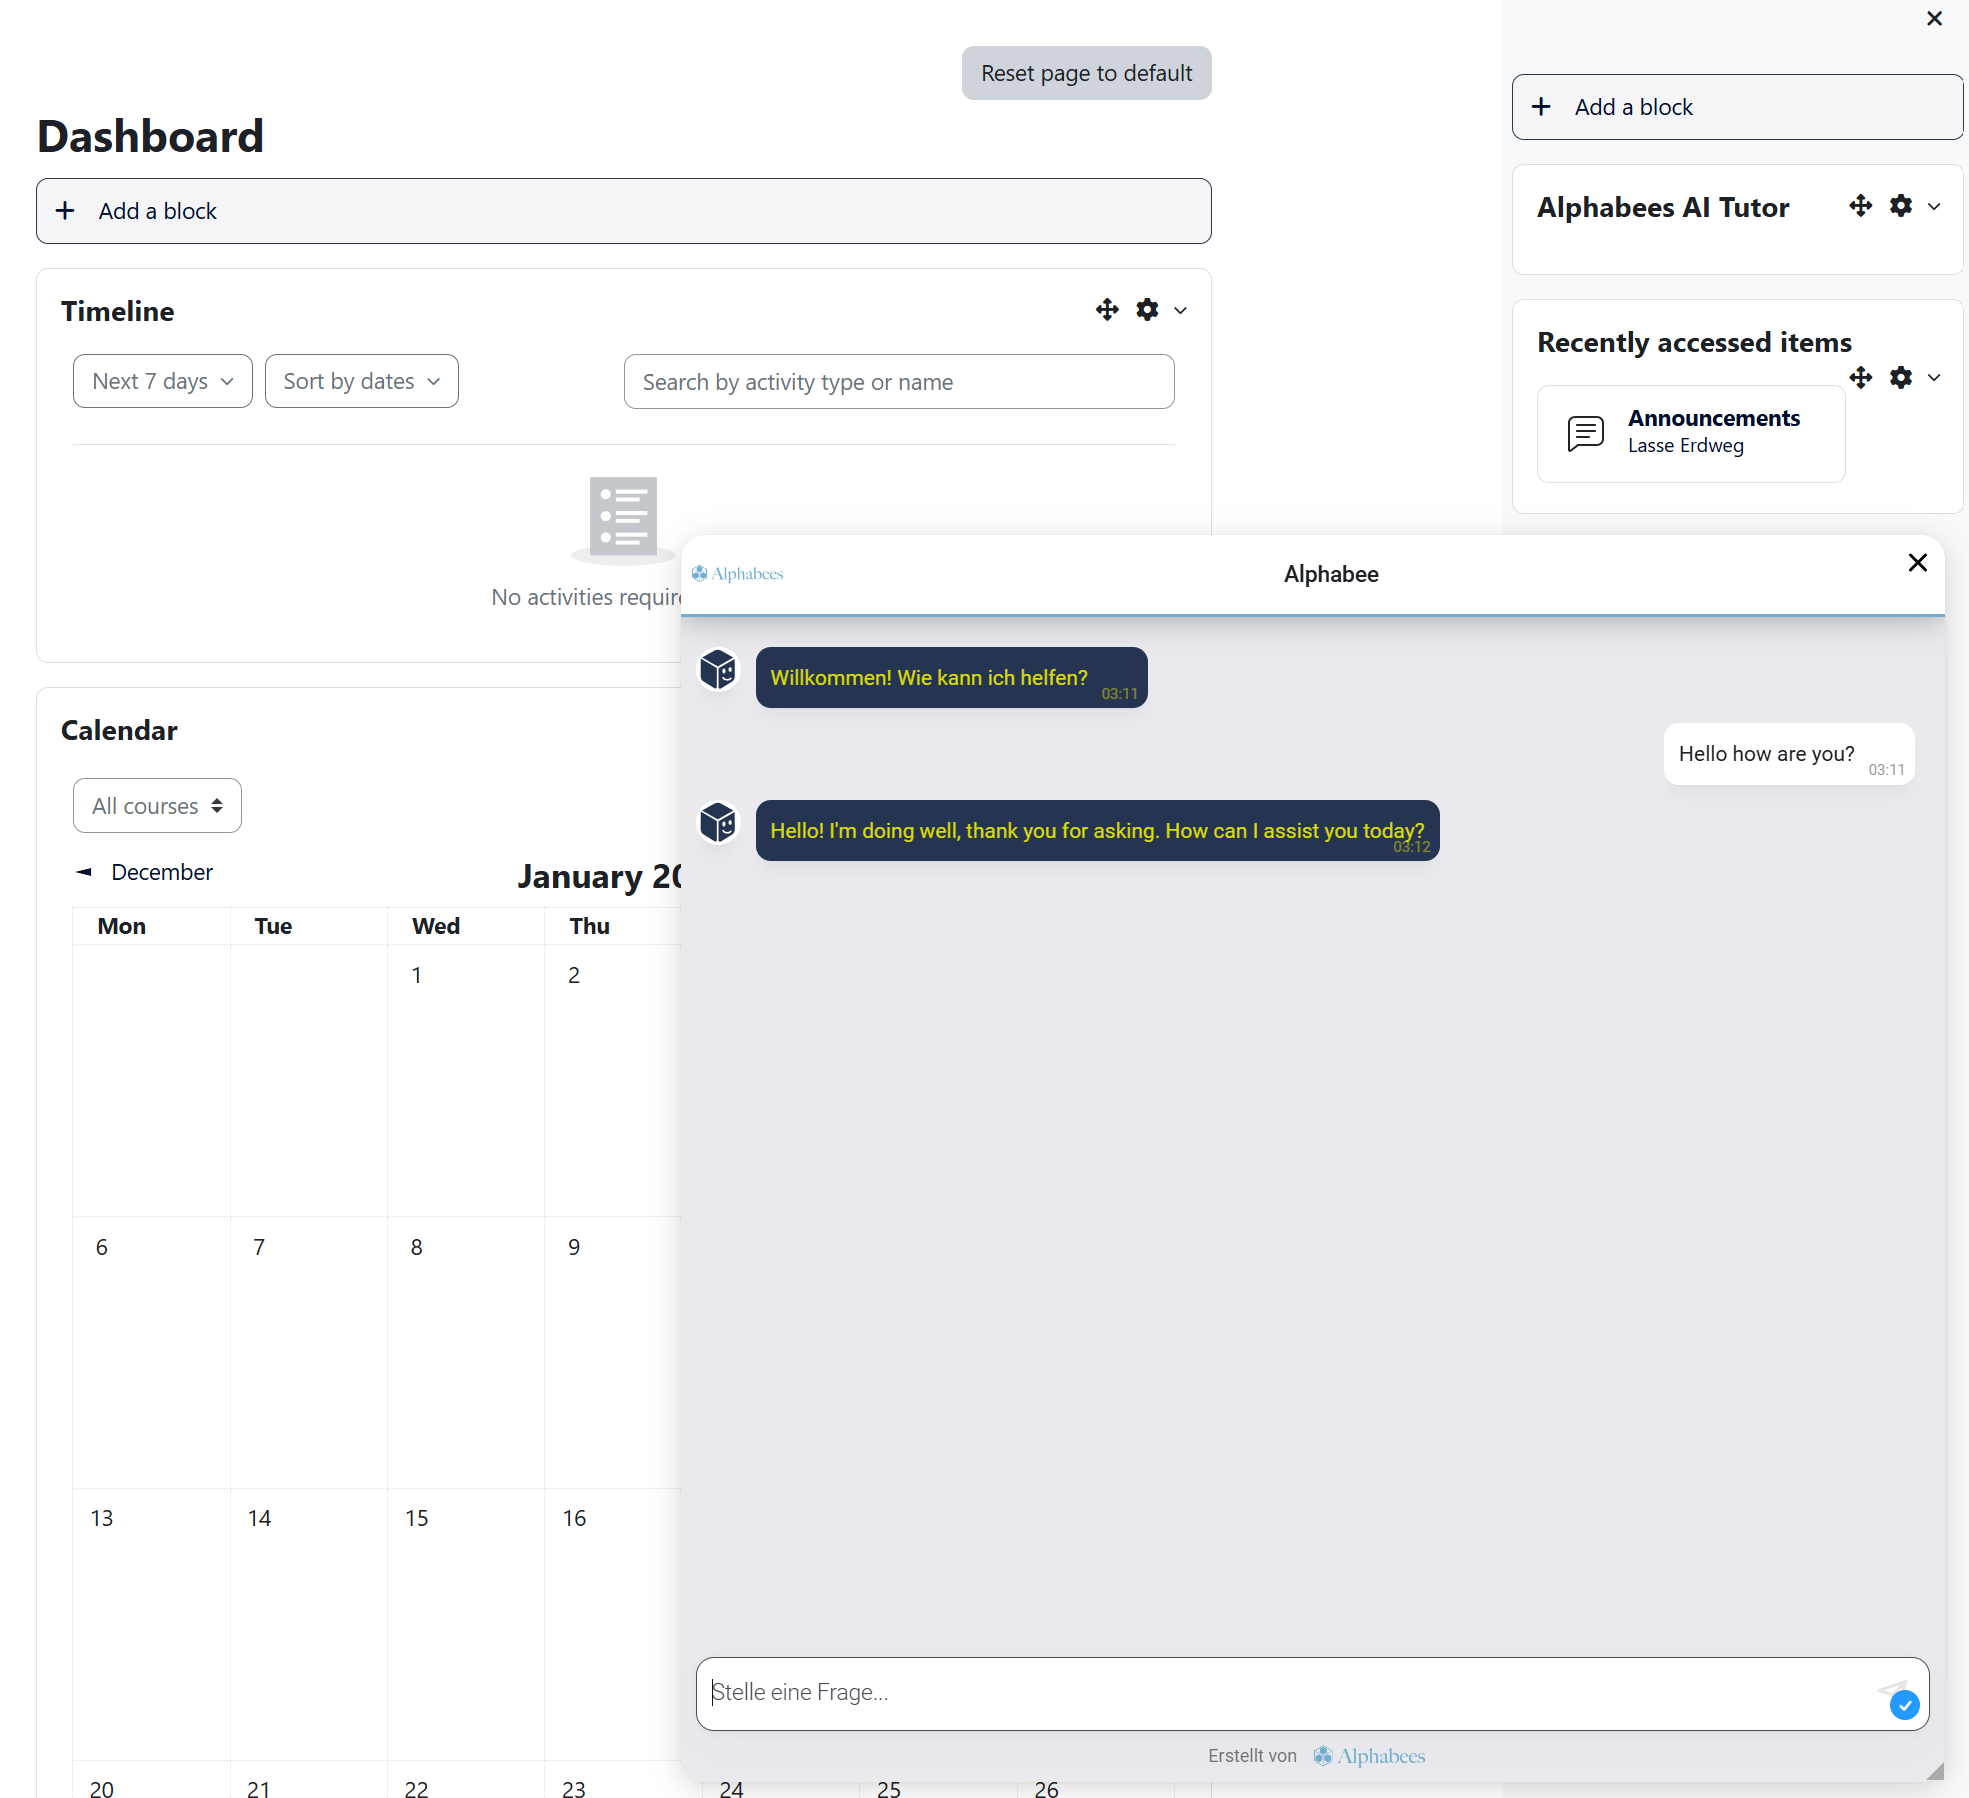 Reset page to default
Dashboard
Add a block
Timeline
Next 7 days
Sort by dates
Search by activity type or name
No activities
Calendar
All courses
December
January
Mon Tue Wed Thu
1 2
6 7 8 9
13 14 15 16
20 21 22 23 24 25 26
Add a block
Alphabees AI Tutor
Recently accessed items
Announcements
Lasse Erdweg
Alphabees
Alphabee
Willkommen! Wie kann ich helfen?
03:11
Hello how are you?
03:11
Hello! I'm doing well, thank you for asking. How can I assist you today?
03:12
Stelle eine Frage...
Erstellt von Alphabees